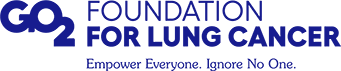 GO2 FOUNDATION
FOR LUNG CANCER
Empower Everyone. Ignore No One.